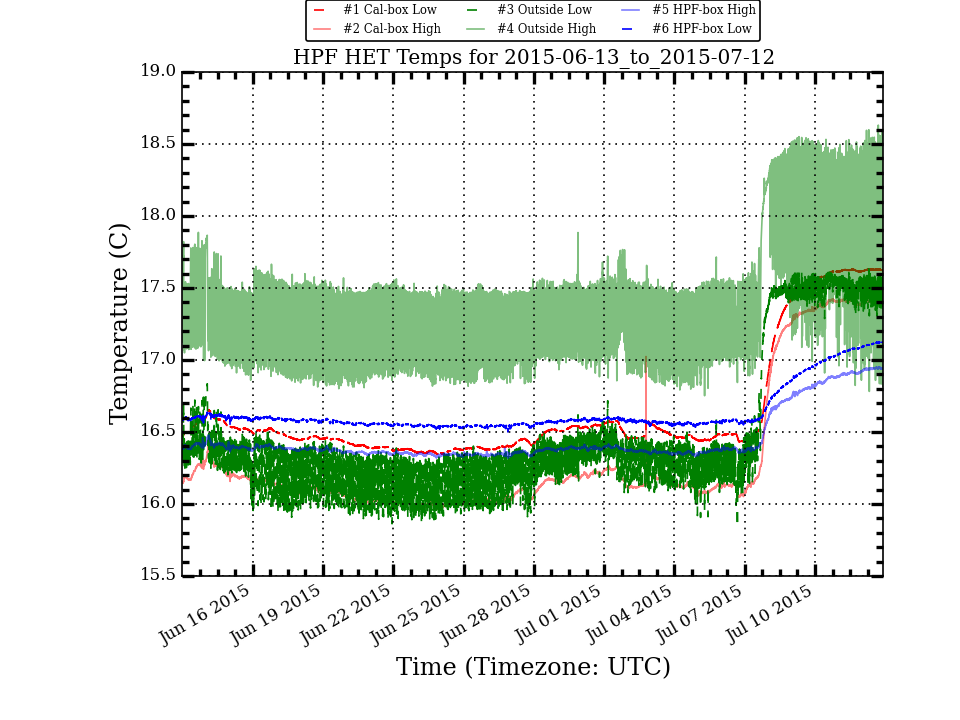 #1 Cal-box Low #3 Outside Low #5 HPF-box High
#2 Cal-box High #4 Outside High #6 HPF-box Low
HPF HET Temps for 2015-06-13_to_2015-07-12
19.0
18.5
18.0
17.5
17.0
16.5
16.0
15.5
Temperature (C)
Jun 16 2015 Jun 19 2015 Jun 22 2015 Jun 25 2015 Jun 28 2015 Jul 01 2015 Jul 04 2015 Jul 07 2015 Jul 10 2015
Time (Timezone: UTC)